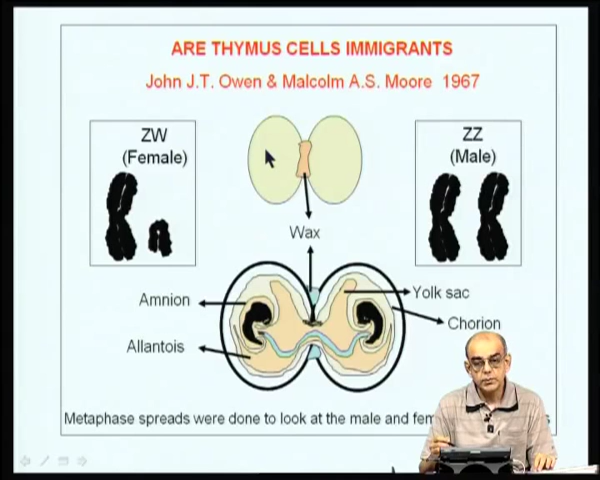 ARE THYMUS CELLS IMMIGRANTS
John J.T. Owen & Malcolm A.S. Moore 1967
ZW
(Female)
ZZ
(Male)
Wax
Amnion
Yolk sac
Chorion
Allantois
Metaphase spreads were done to look at the male and